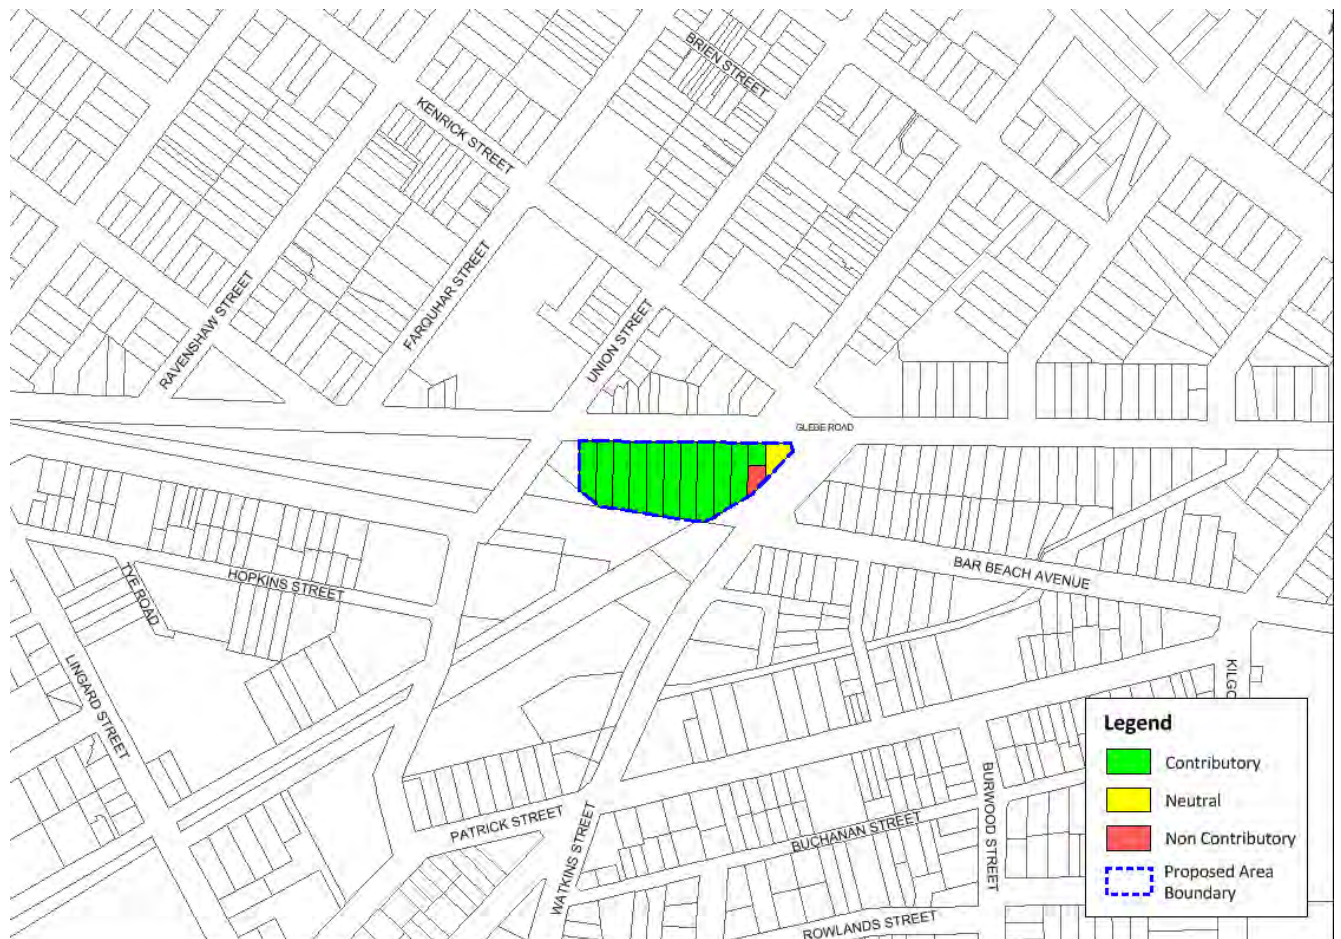 BRIEN STREET
KENRICK STREET
FARQUHAR STREET
RAVENSHAW STREET
UNION STREET
GLEBE ROAD
BAR BEACH AVENUE
HOPKINS STREET
TYE ROAD
LINGARD STREET
KILGO
PATRICK STREET
WATKINS STREET
BUCHANAN STREET
BURWOOD STREET
ROWLANDS STREET
Legend
Contributory
Neutral
Non Contributory
Proposed Area
Boundary